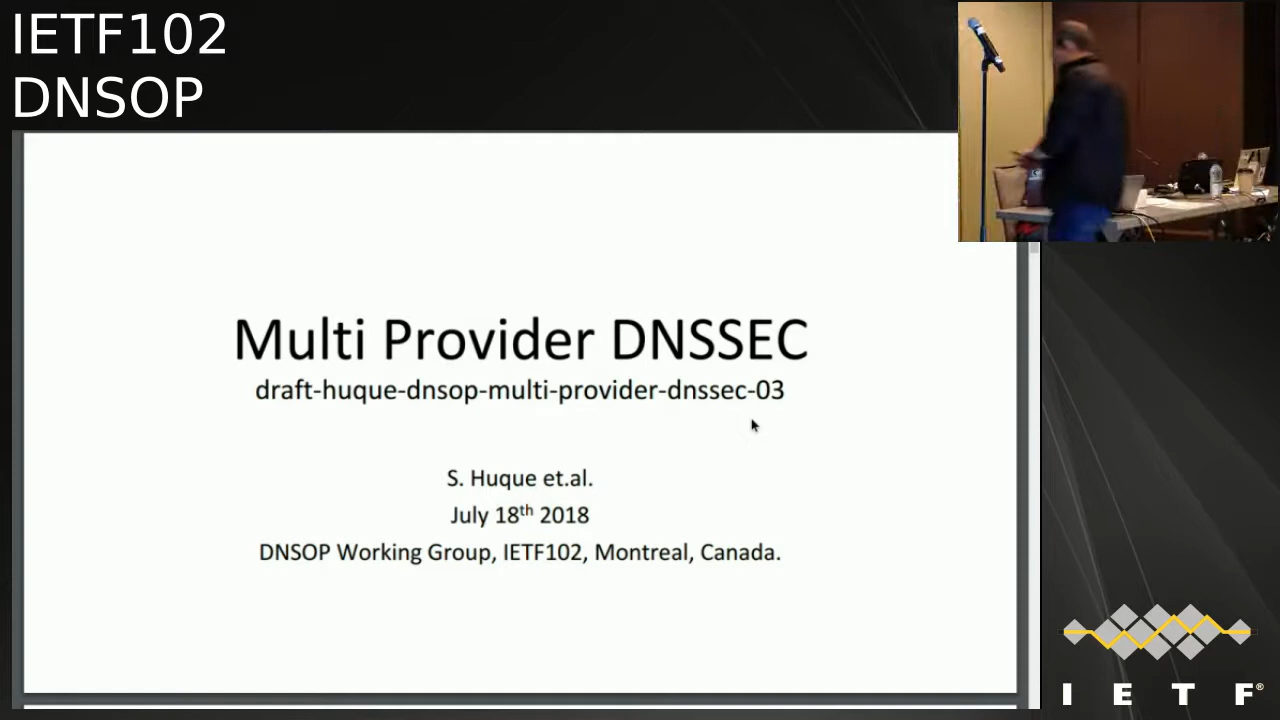 IETF102
DNSOP
Multi Provider DNSSEC
draft-huque-dnsop-multi-provider-dnssec-03
S. Huque et.al.
July 18th 2018
DNSOP Working Group, IETF102, Montreal, Canada.
I E T F®